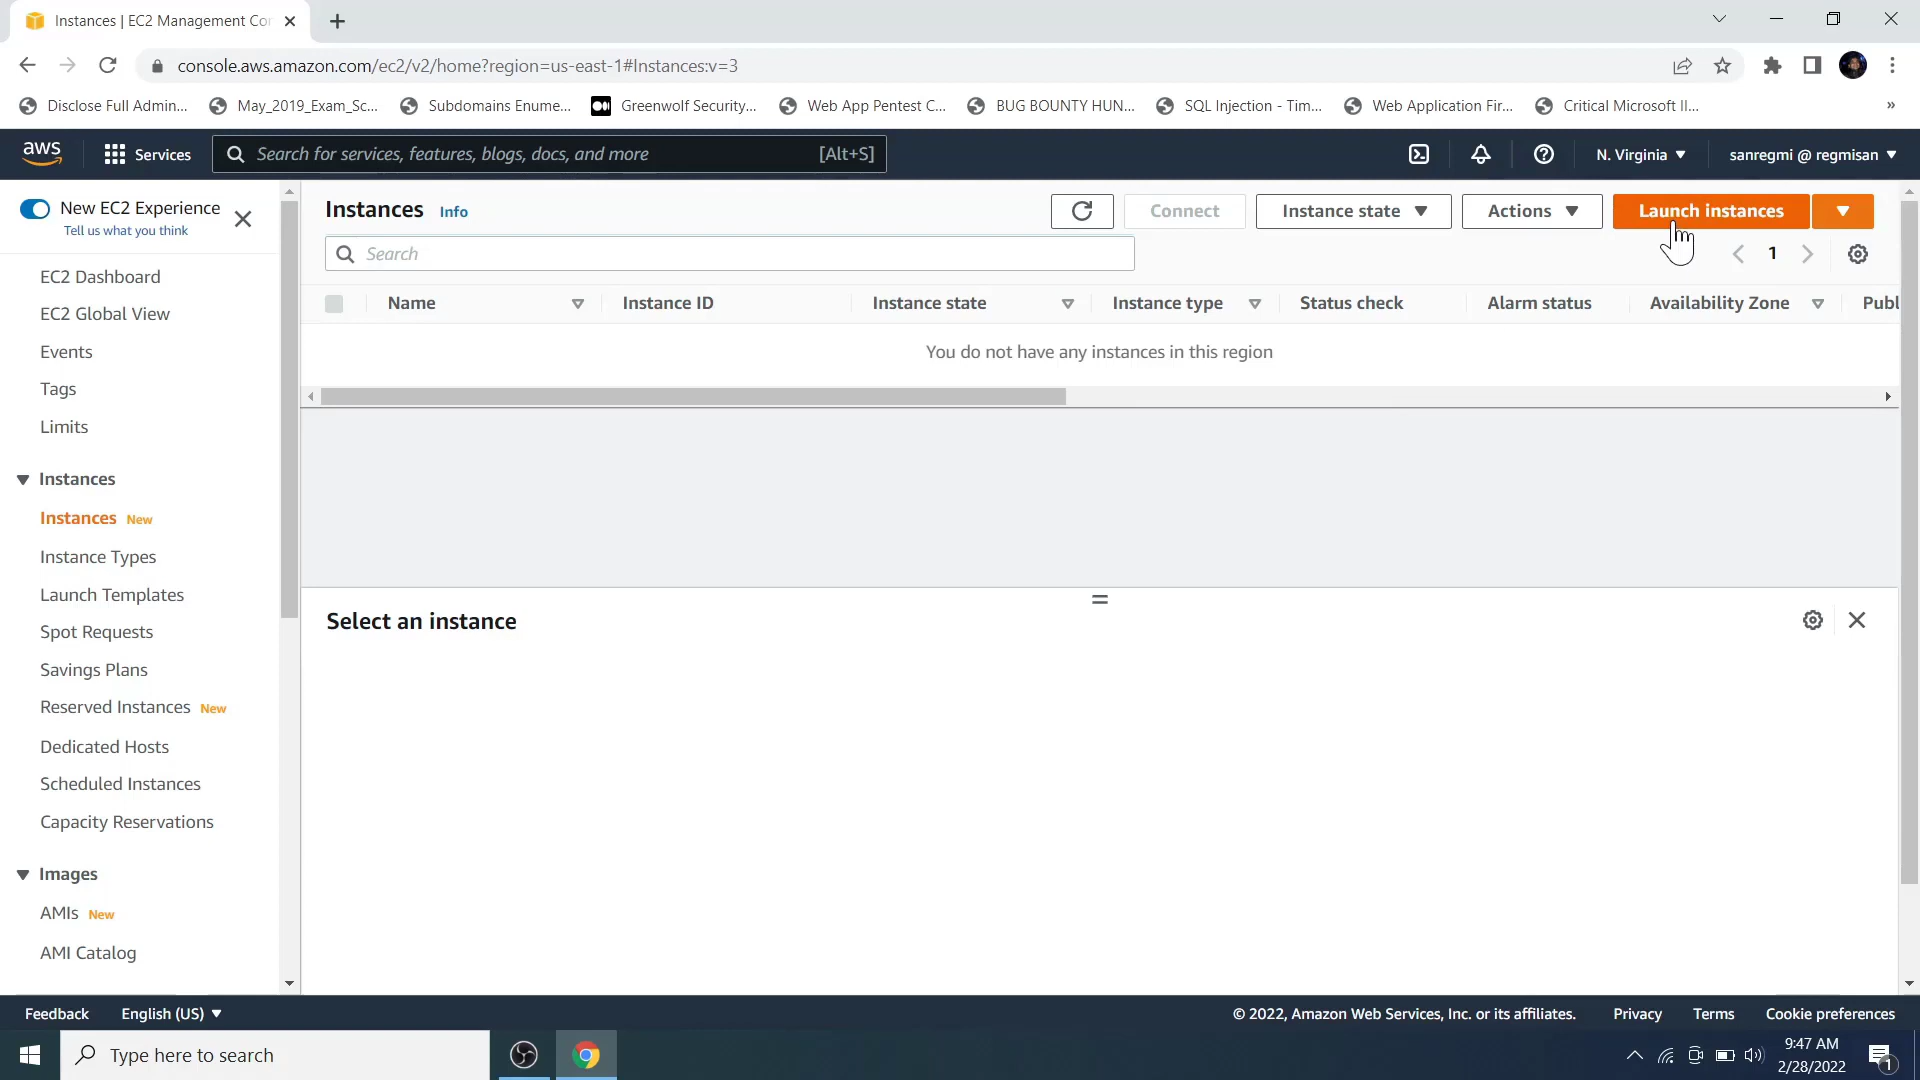 Instances | EC2 Management Con
console.aws.amazon.com/ec2/v2/home?region=us-east-1#Instances:v=3
Disclose Full Admin... May_2019_Exam_Sc... Subdomains Enume... Greenwolf Security... Web App Pentest C... BUG BOUNTY HUN... SQL Injection - Tim... Web Application Fir... Critical Microsoft II... »
aws Services Search for services, features, blogs, docs, and more [Alt+S] N. Virginia sanregmi @ regmisan
New EC2 Experience
Tell us what you think
EC2 Dashboard
EC2 Global View
Events
Tags
Limits
Instances
Instances New
Instance Types
Launch Templates
Spot Requests
Savings Plans
Reserved Instances New
Dedicated Hosts
Scheduled Instances
Capacity Reservations
Images
AMIs New
AMI Catalog
Instances Info Connect Instance state Actions Launch instances
Search 1
Name Instance ID Instance state Instance type Status check Alarm status Availability Zone Publ
You do not have any instances in this region
Select an instance
Feedback English (US) © 2022, Amazon Web Services, Inc. or its affiliates. Privacy Terms Cookie preferences
Type here to search
9:47 AM
2/28/2022
1